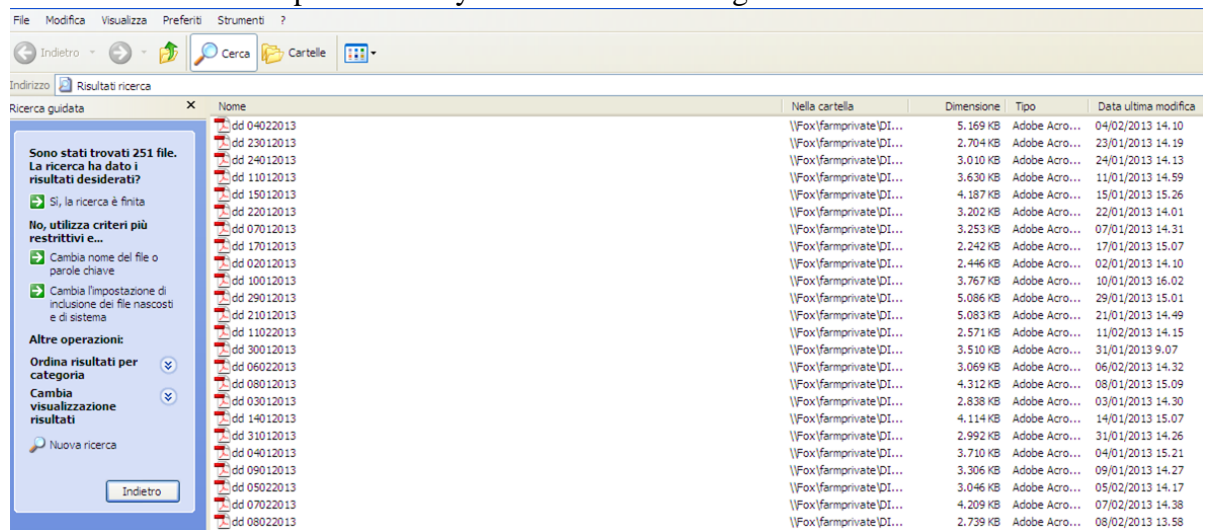 File Modifica Visualizza Preferiti Strumenti ?
Indietro Cerca Cartelle
Indirizzo Risultati ricerca
Ricerca guidata
Sono stati trovati 251 file.
La ricerca ha dato i
risultati desiderati?
Sì, la ricerca è finita
No, utilizza criteri più
restrittivi e...
Cambia nome del file o
parole chiave
Cambia l'impostazione di
inclusione dei file nascosti
e di sistema
Altre operazioni:
Ordina risultati per
categoria
Cambia
visualizzazione
risultati
Nuova ricerca
Indietro
Nome Nella cartella Dimensione Tipo Data ultima modifica
dd 04022013 \\Fox\farmprivate\DI... 5.169 KB Adobe Acro... 04/02/2013 14.10
dd 23012013 \\Fox\farmprivate\DI... 2.704 KB Adobe Acro... 23/01/2013 14.19
dd 24012013 \\Fox\farmprivate\DI... 3.010 KB Adobe Acro... 24/01/2013 14.13
dd 11012013 \\Fox\farmprivate\DI... 3.630 KB Adobe Acro... 11/01/2013 14.59
dd 15012013 \\Fox\farmprivate\DI... 4.187 KB Adobe Acro... 15/01/2013 15.26
dd 22012013 \\Fox\farmprivate\DI... 3.202 KB Adobe Acro... 22/01/2013 14.01
dd 07012013 \\Fox\farmprivate\DI... 3.253 KB Adobe Acro... 07/01/2013 14.31
dd 17012013 \\Fox\farmprivate\DI... 2.242 KB Adobe Acro... 17/01/2013 15.07
dd 02012013 \\Fox\farmprivate\DI... 2.446 KB Adobe Acro... 02/01/2013 14.10
dd 10012013 \\Fox\farmprivate\DI... 3.767 KB Adobe Acro... 10/01/2013 16.02
dd 29012013 \\Fox\farmprivate\DI... 5.086 KB Adobe Acro... 29/01/2013 15.01
dd 21012013 \\Fox\farmprivate\DI... 5.083 KB Adobe Acro... 21/01/2013 14.49
dd 11022013 \\Fox\farmprivate\DI... 2.571 KB Adobe Acro... 11/02/2013 14.15
dd 30012013 \\Fox\farmprivate\DI... 3.510 KB Adobe Acro... 31/01/2013 9.07
dd 06022013 \\Fox\farmprivate\DI... 3.069 KB Adobe Acro... 06/02/2013 14.32
dd 08012013 \\Fox\farmprivate\DI... 4.312 KB Adobe Acro... 08/01/2013 15.09
dd 03012013 \\Fox\farmprivate\DI... 2.838 KB Adobe Acro... 03/01/2013 14.30
dd 14012013 \\Fox\farmprivate\DI... 4.114 KB Adobe Acro... 14/01/2013 15.07
dd 31012013 \\Fox\farmprivate\DI... 2.992 KB Adobe Acro... 31/01/2013 14.26
dd 04012013 \\Fox\farmprivate\DI... 3.710 KB Adobe Acro... 04/01/2013 15.21
dd 09012013 \\Fox\farmprivate\DI... 3.306 KB Adobe Acro... 09/01/2013 14.27
dd 05022013 \\Fox\farmprivate\DI... 3.046 KB Adobe Acro... 05/02/2013 14.17
dd 07022013 \\Fox\farmprivate\DI... 4.209 KB Adobe Acro... 07/02/2013 14.38
dd 08022013 \\Fox\farmprivate\DI... 2.739 KB Adobe Acro... 08/02/2013 13.58